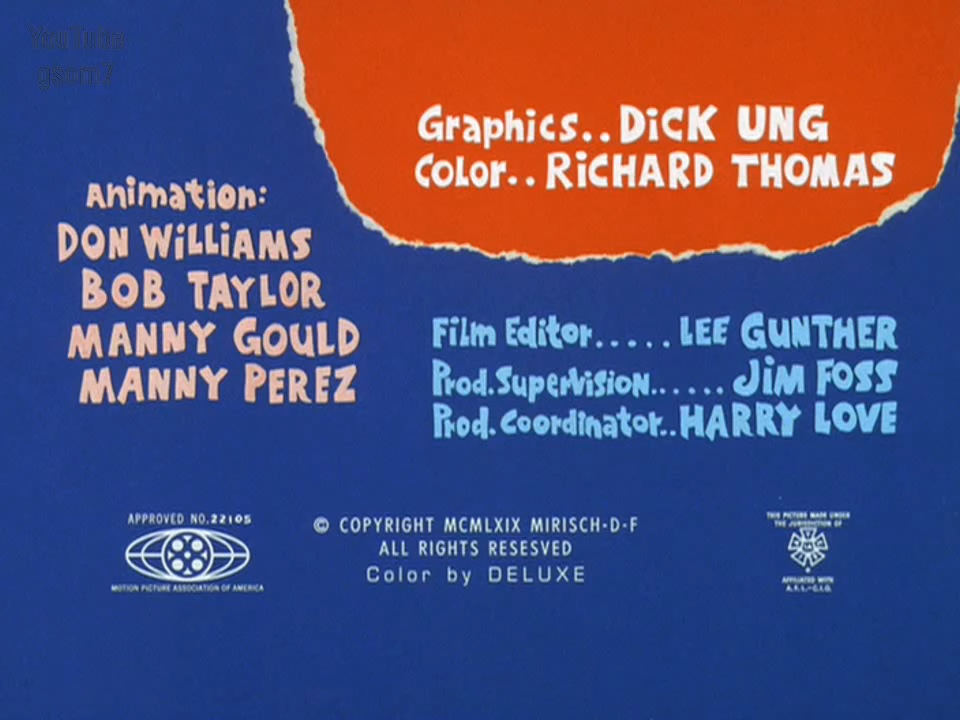 YouTube
gsom7
Graphics..DiCK UNG
Color..RiCHARD THOMAS
Animation:
DON WiLLiAMS
BOB TAYLOR
MANNY GOULD
MANNY PEREZ
Film Editor.....LEE GUNTHER
Prod.Supervision......JiM FOSS
Prod.Coordinator..HARRY LOVE
APPROVED NO.22105
MOTION PICTURE ASSOCIATION OF AMERICA
© COPYRIGHT MCMLXIX MIRISCH-D-F
ALL RIGHTS RESESVED
Color by DELUXE
THIS PICTURE MADE UNDER
THE JURISDICTION OF
AFFILIATED WITH
A.F.L.-C.I.O.